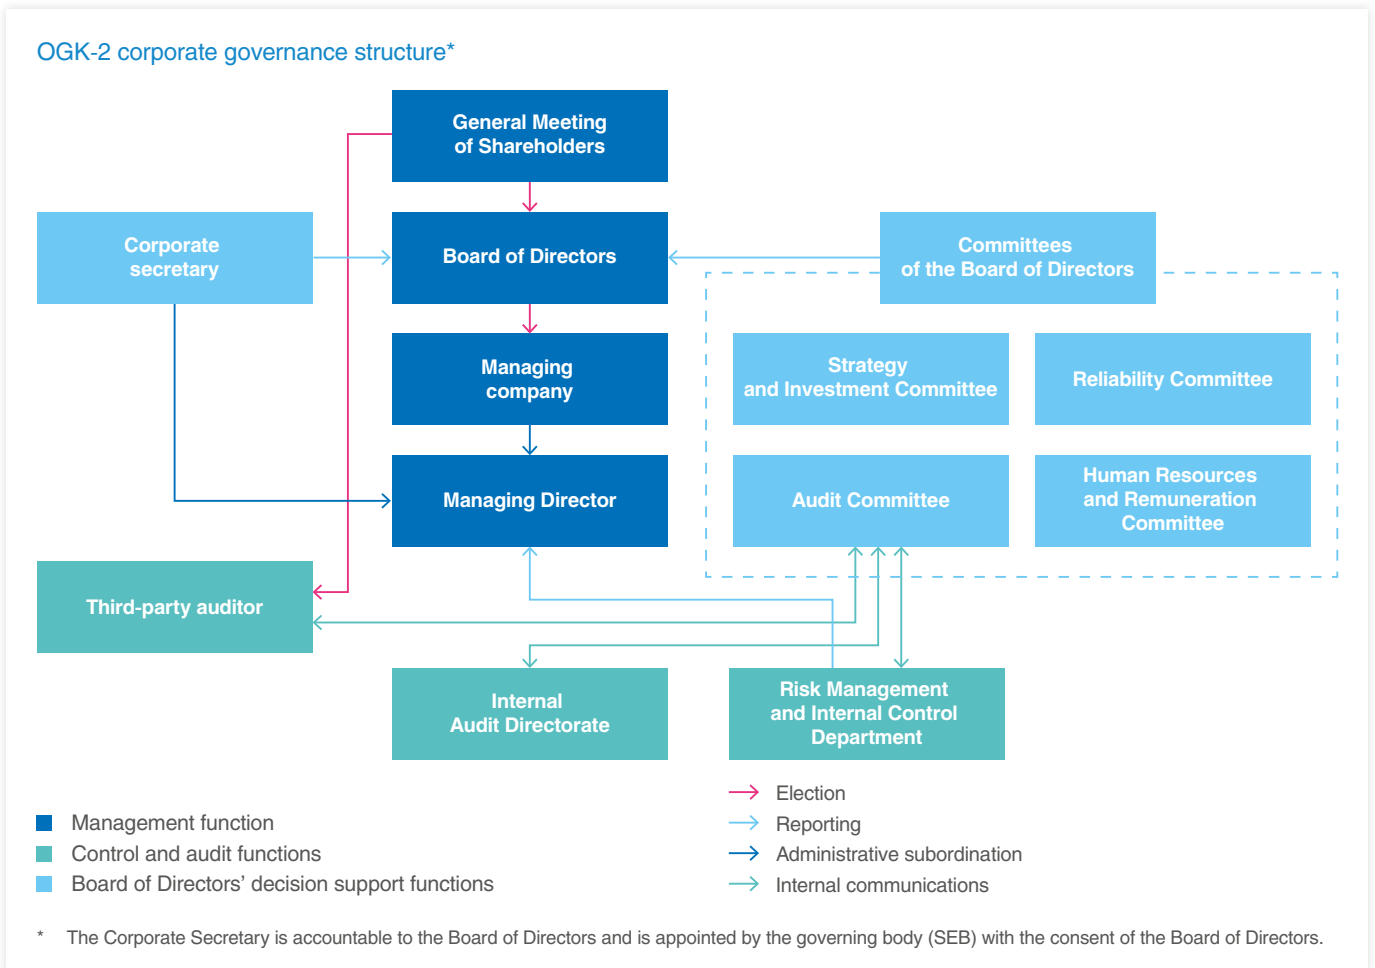 OGK-2 corporate governance structure*
General Meeting
of Shareholders
Corporate
secretary
Board of Directors
Committees
of the Board of Directors
Managing
company
Strategy
and Investment Committee
Reliability Committee
Managing Director
Audit Committee
Human Resources
and Remuneration
Committee
Third-party auditor
Internal
Audit Directorate
Risk Management
and Internal Control
Department
Management function
Control and audit functions
Board of Directors’ decision support functions
Election
Reporting
Administrative subordination
Internal communications
* The Corporate Secretary is accountable to the Board of Directors and is appointed by the governing body (SEB) with the consent of the Board of Directors.